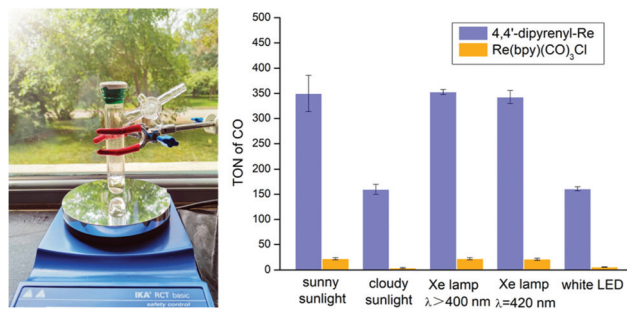 IKA® RCT basic
safety control
TON of CO
500
450
400
350
300
250
200
150
100
50
0
4,4'-dipyrenyl-Re
Re(bpy)(CO)₃Cl
sunny
sunlight
cloudy
sunlight
Xe lamp
λ>400 nm
Xe lamp
λ=420 nm
white LED